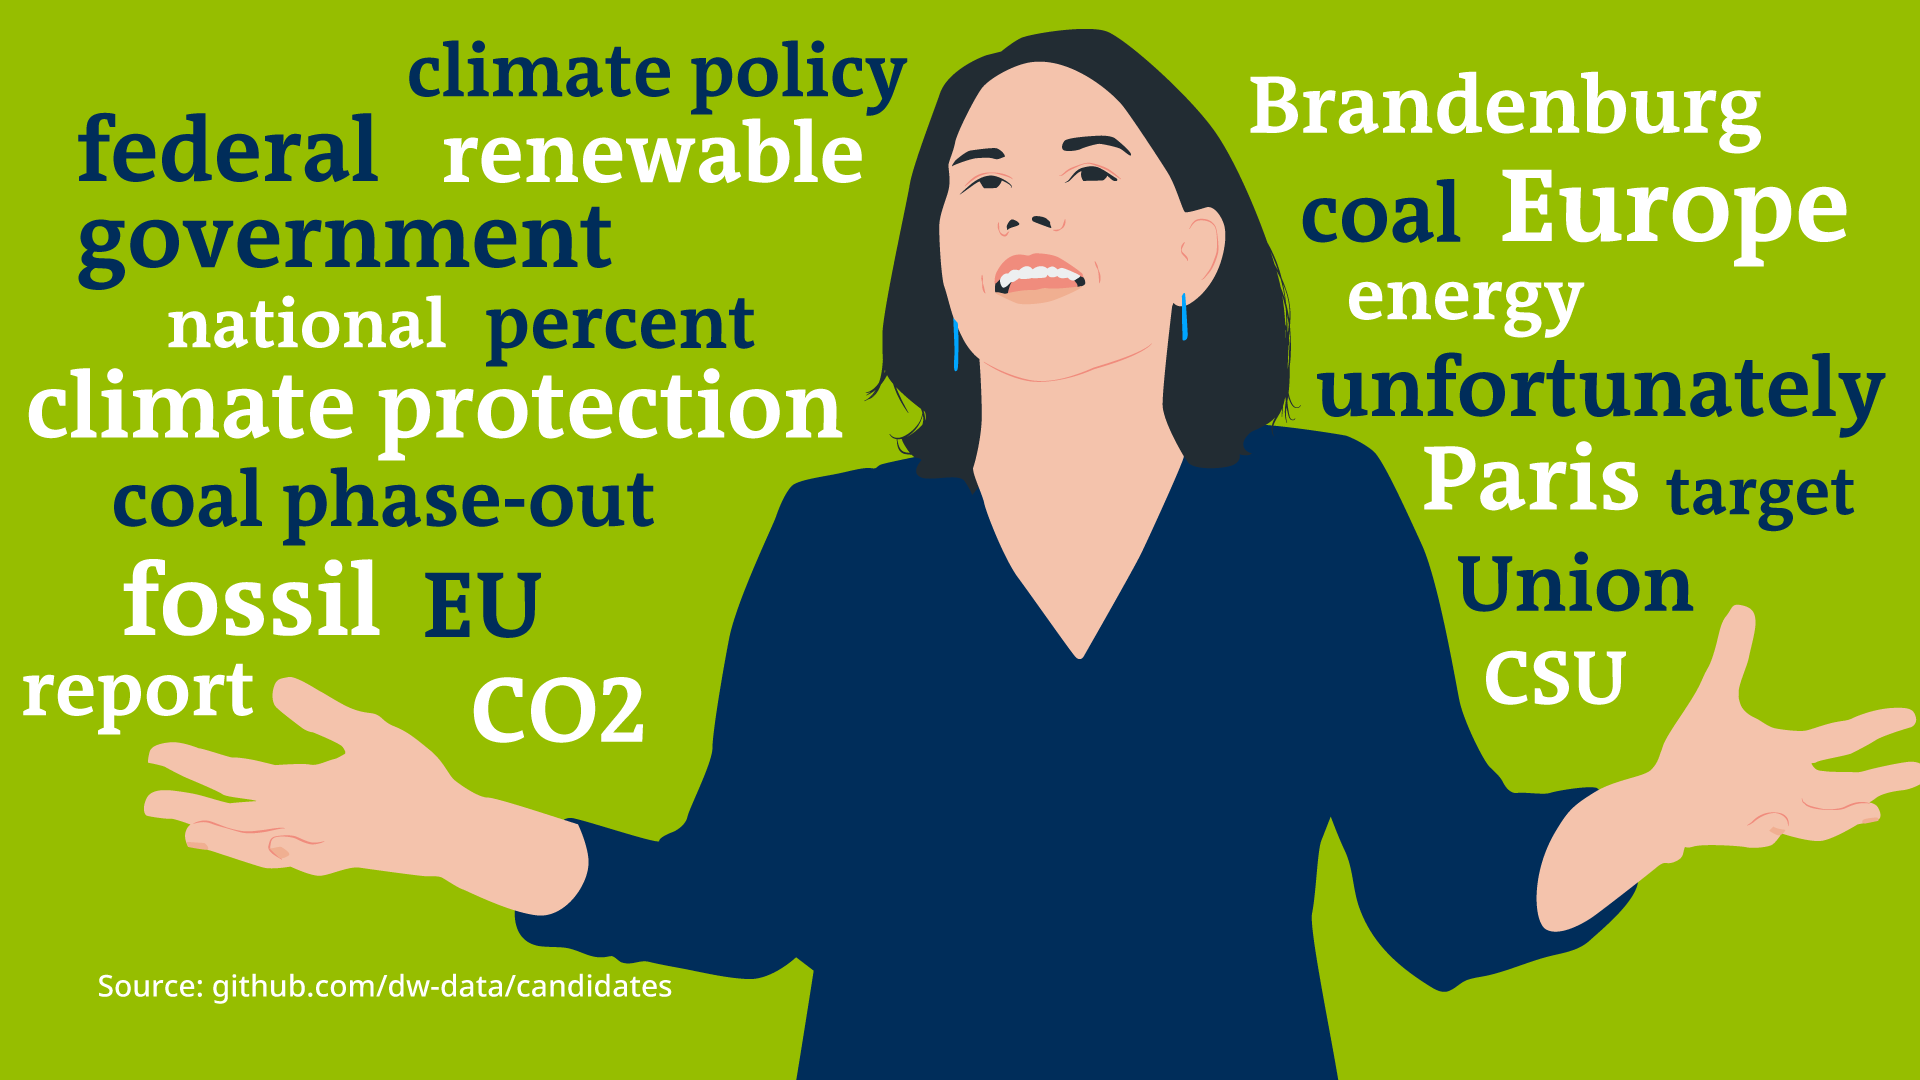 climate policy
federal
government
renewable
national percent
climate protection
coal phase-out
fossil EU
report CO2
Brandenburg
coal Europe
energy
unfortunately
Paris target
Union
CSU
Source: github.com/dw-data/candidates